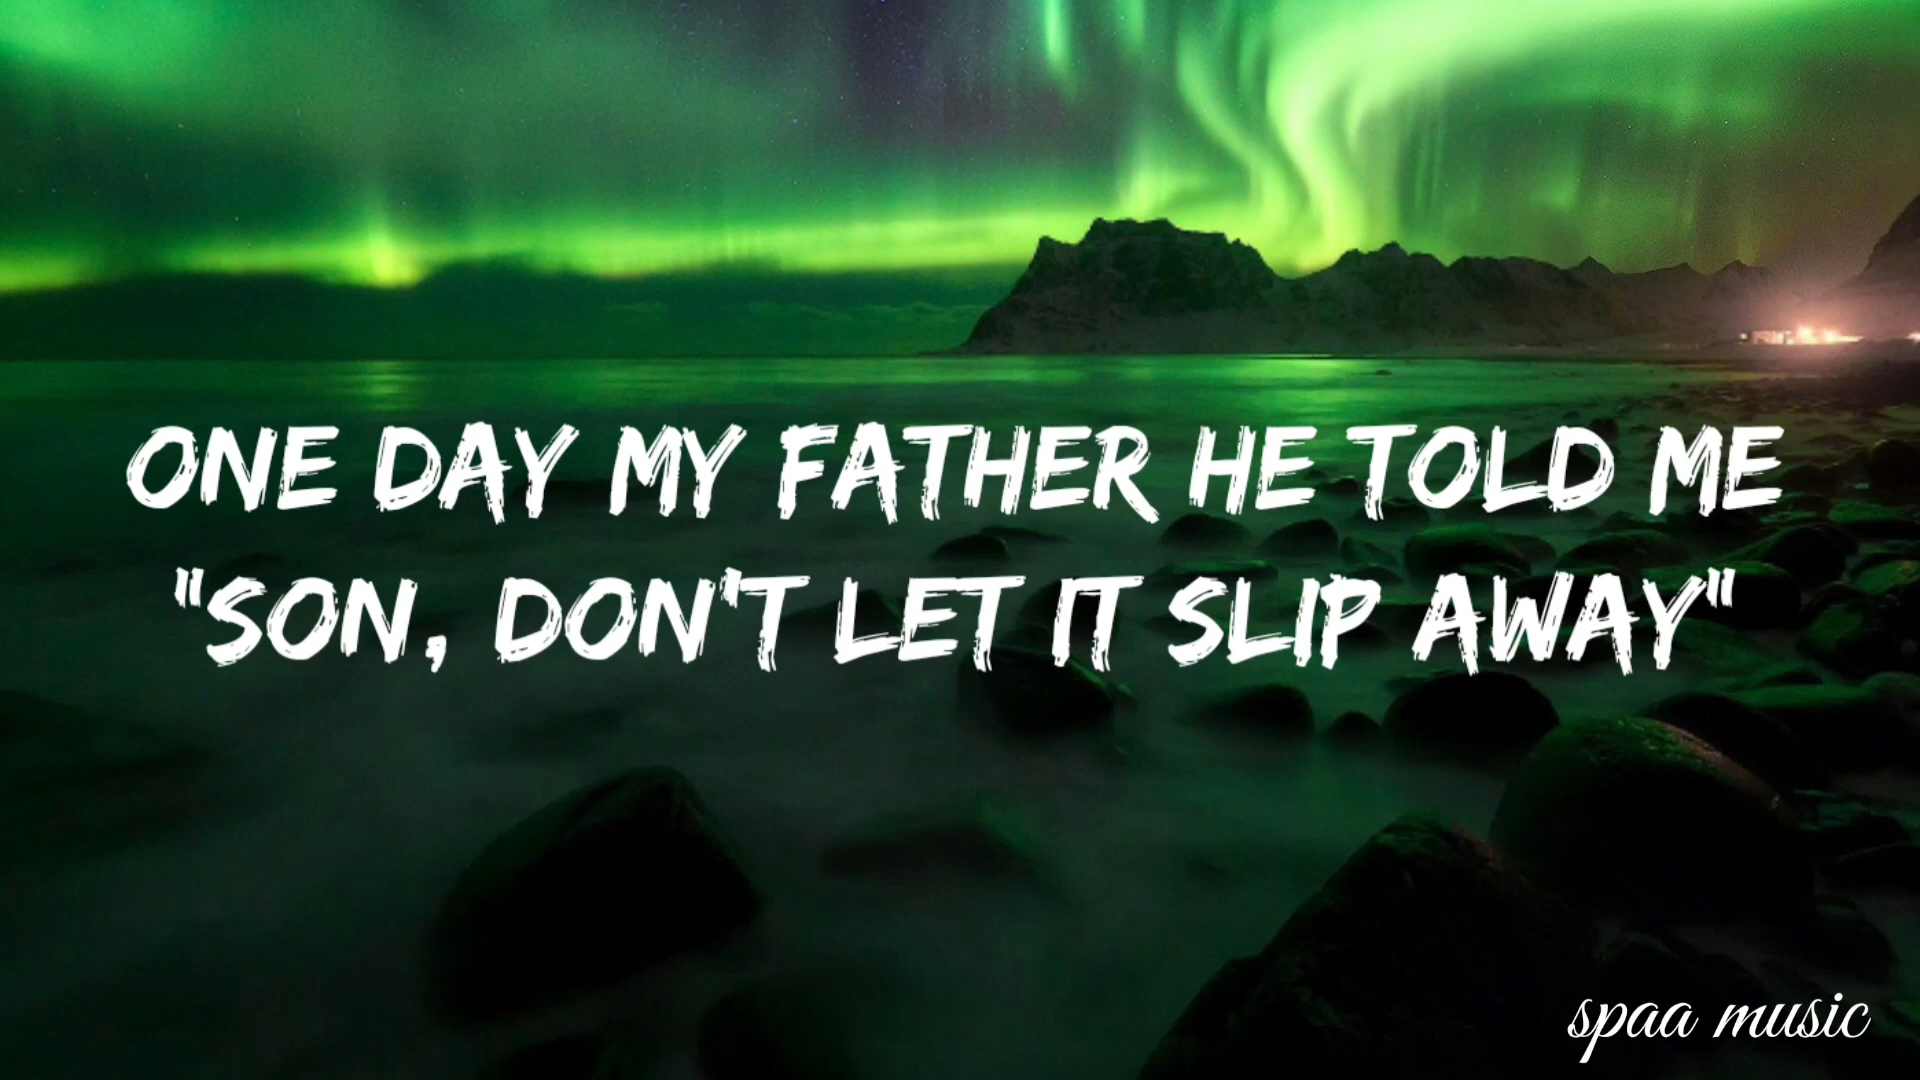 ONE DAY MY FATHER HE TOLD ME
"SON, DON'T LET IT SLIP AWAY"
spaa music